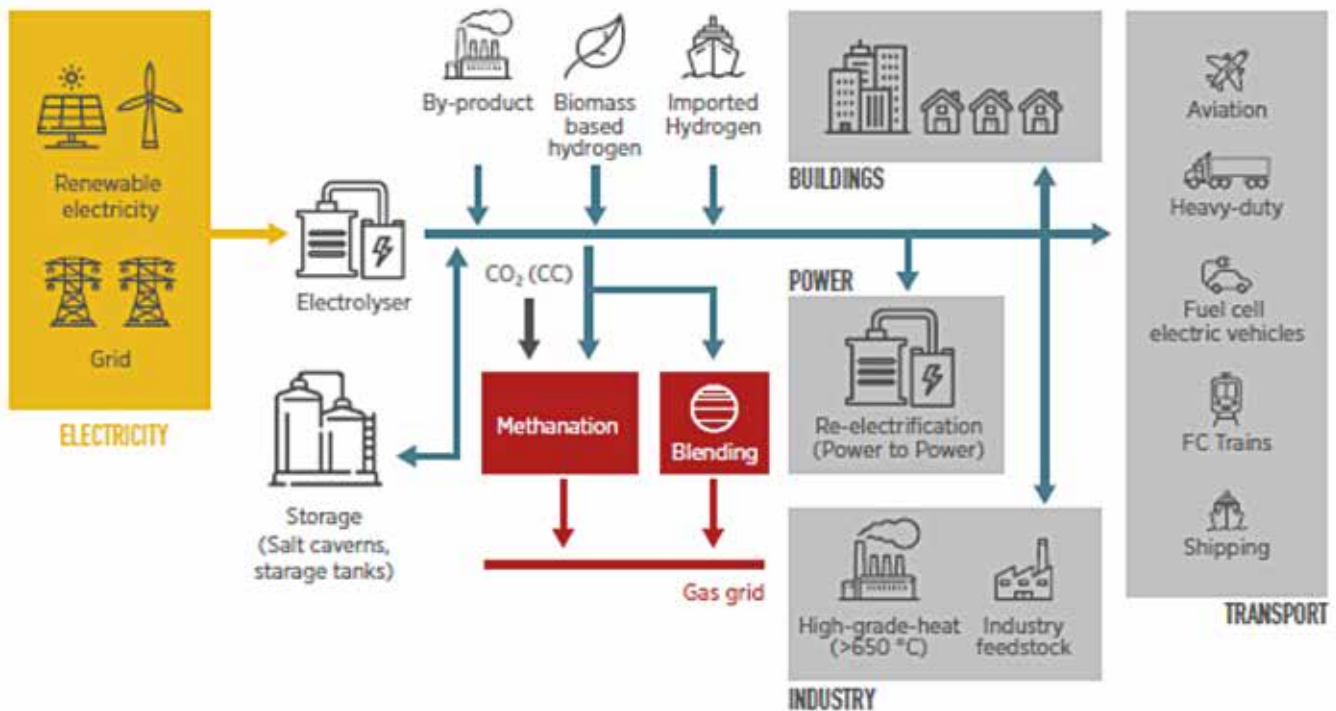 Renewable
electricity
Grid
ELECTRICITY
Electrolyser
Storage
(Salt caverns,
starage tanks)
By-product
Biomass
based
hydrogen
Imported
Hydrogen
CO₂ (CC)
Methanation
Blending
Gas grid
BUILDINGS
POWER
Re-electrification
(Power to Power)
High-grade-heat
(>650 °C)
Industry
feedstock
INDUSTRY
Aviation
Heavy-duty
Fuel cell
electric vehicles
FC Trains
Shipping
TRANSPORT